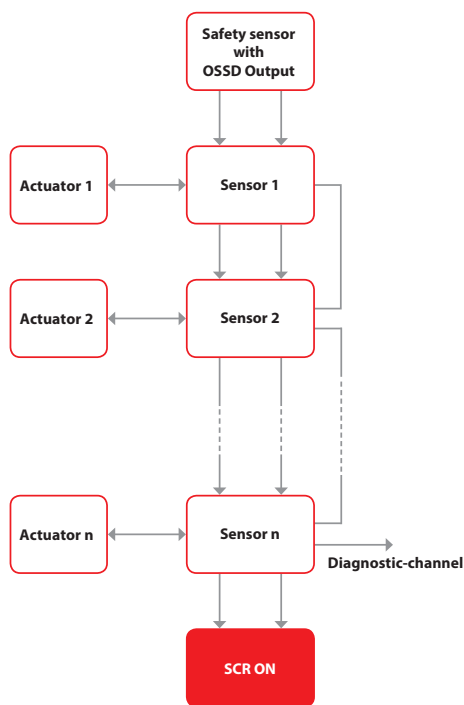 Safety sensor
with
OSSD Output
Actuator 1
Sensor 1
Actuator 2
Sensor 2
Actuator n
Sensor n
Diagnostic-channel
SCR ON